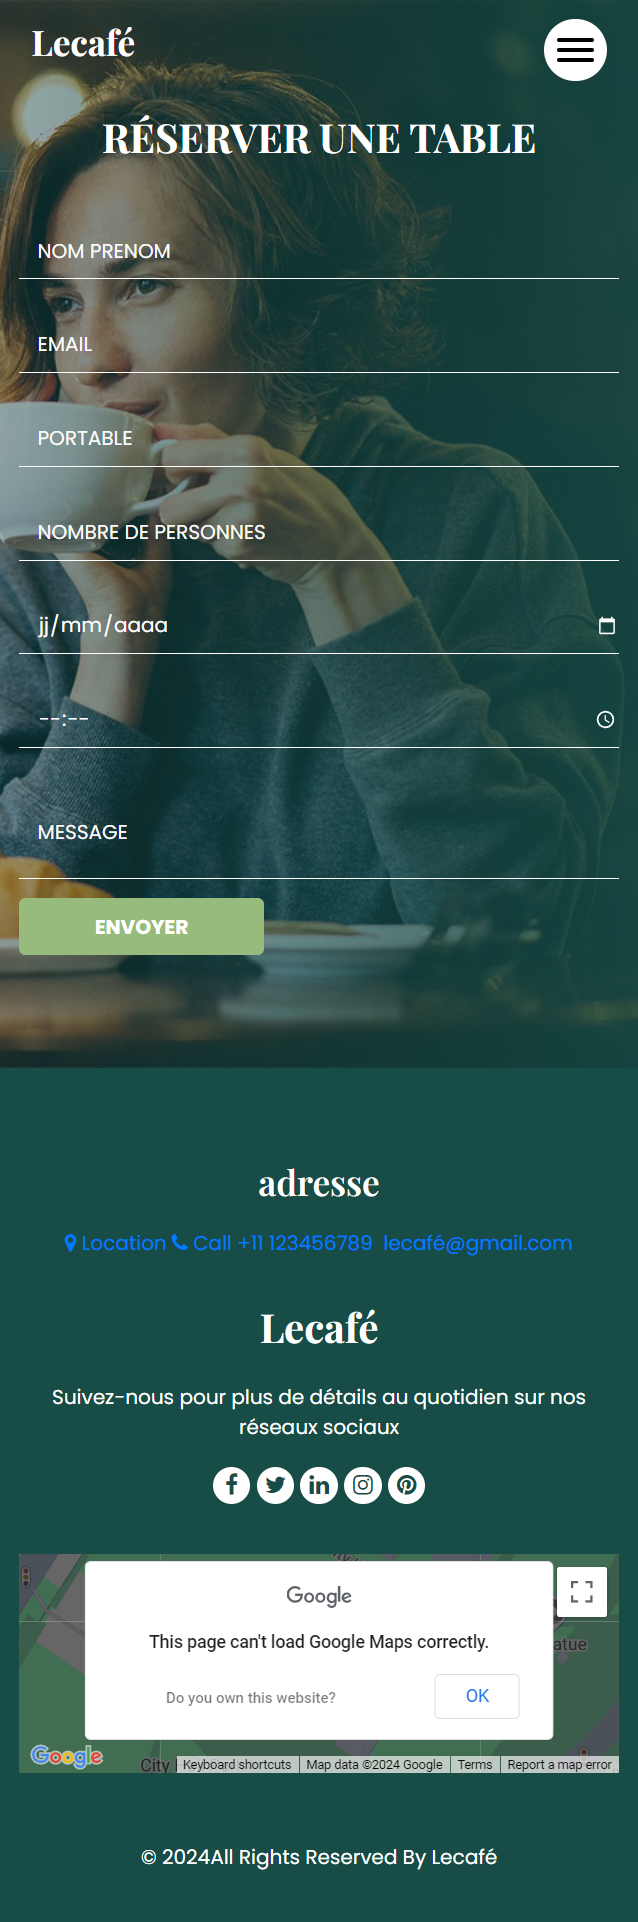 Lecafé
RÉSERVER UNE TABLE
NOM PRENOM
EMAIL
PORTABLE
NOMBRE DE PERSONNES
jj/mm/aaaa
--:--
MESSAGE
ENVOYER
adresse
Location Call +11 123456789 lecafé@gmail.com
Lecafé
Suivez-nous pour plus de détails au quotidien sur nos
réseaux sociaux
Google
This page can't load Google Maps correctly.
Do you own this website? OK
atue
Google
City
Keyboard shortcuts Map data ©2024 Google Terms Report a map error
© 2024All Rights Reserved By Lecafé